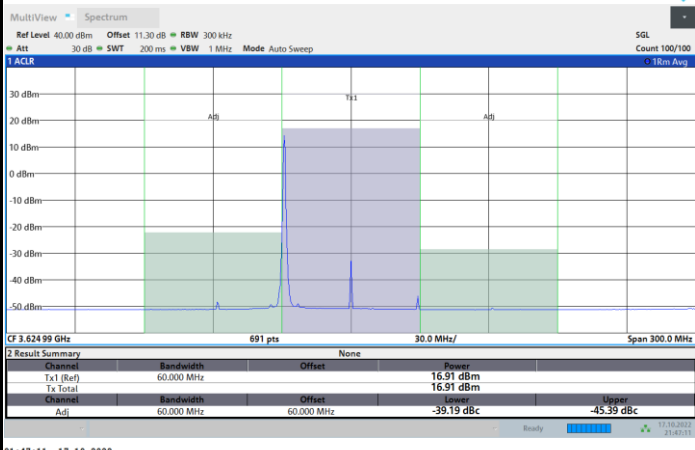 MultiView Spectrum
Ref Level 40.00 dBm Offset 11.30 dB RBW 300 kHz SGL
Att 30 dB SWT 200 ms VBW 1 MHz Mode Auto Sweep Count 100/100
1 ACLR 1Rm Avg
30 dBm
Tx1
20 dBm
Adj Adj
10 dBm
0 dBm
-10 dBm
-20 dBm
-30 dBm
-40 dBm
-50 dBm
CF 3.624 99 GHz 691 pts 30.0 MHz/ Span 300.0 MHz
2 Result Summary None
Channel Bandwidth Offset Power
Tx1 (Ref) 60.000 MHz 16.91 dBm
Tx Total 16.91 dBm
Channel Bandwidth Offset Lower Upper
Adj 60.000 MHz 60.000 MHz -39.19 dBc -45.39 dBc
Ready 17.10.2022
21:47:11